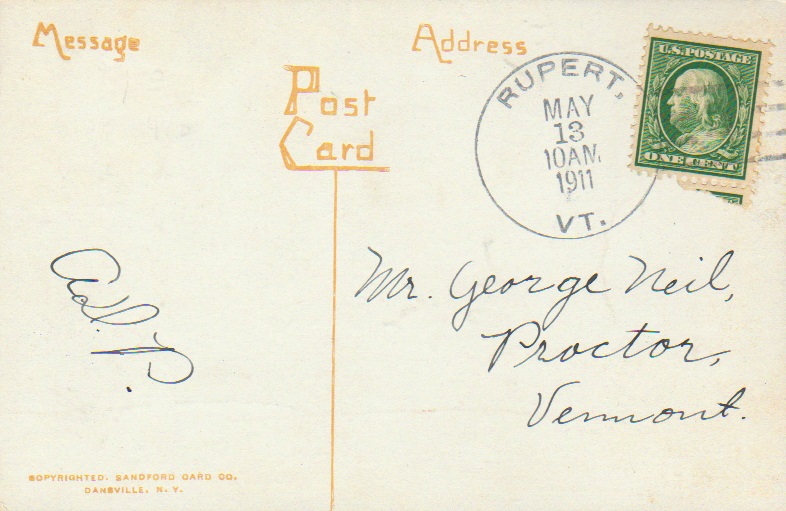 Message
Address
Post
Card
RUPERT,
MAY
13
10AM
1911
VT.
U.S. POSTAGE
ONE CENT
Mr. George Neil,
Proctor,
Vermont.
COPYRIGHTED. SANDFORD CARD CO.
DANSVILLE, N. Y.